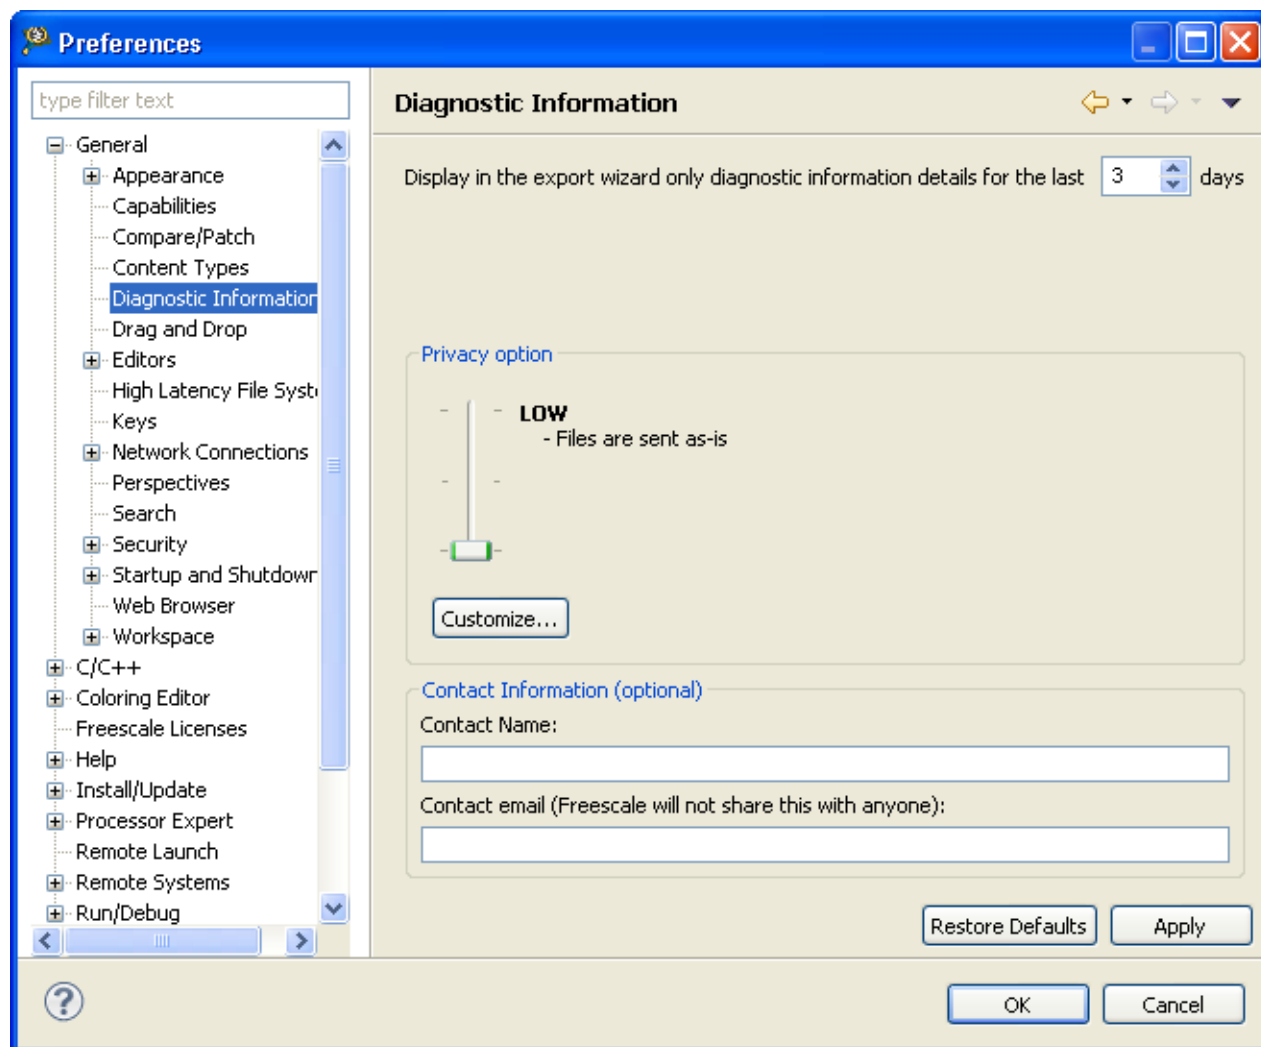 Preferences
type filter text
General
Appearance
Capabilities
Compare/Patch
Content Types
Diagnostic Information
Drag and Drop
Editors
High Latency File Syst
Keys
Network Connections
Perspectives
Search
Security
Startup and Shutdown
Web Browser
Workspace
C/C++
Coloring Editor
Freescale Licenses
Help
Install/Update
Processor Expert
Remote Launch
Remote Systems
Run/Debug
Diagnostic Information
Display in the export wizard only diagnostic information details for the last 3 days
Privacy option
LOW
- Files are sent as-is
Customize...
Contact Information (optional)
Contact Name:
Contact email (Freescale will not share this with anyone):
Restore Defaults Apply
OK Cancel